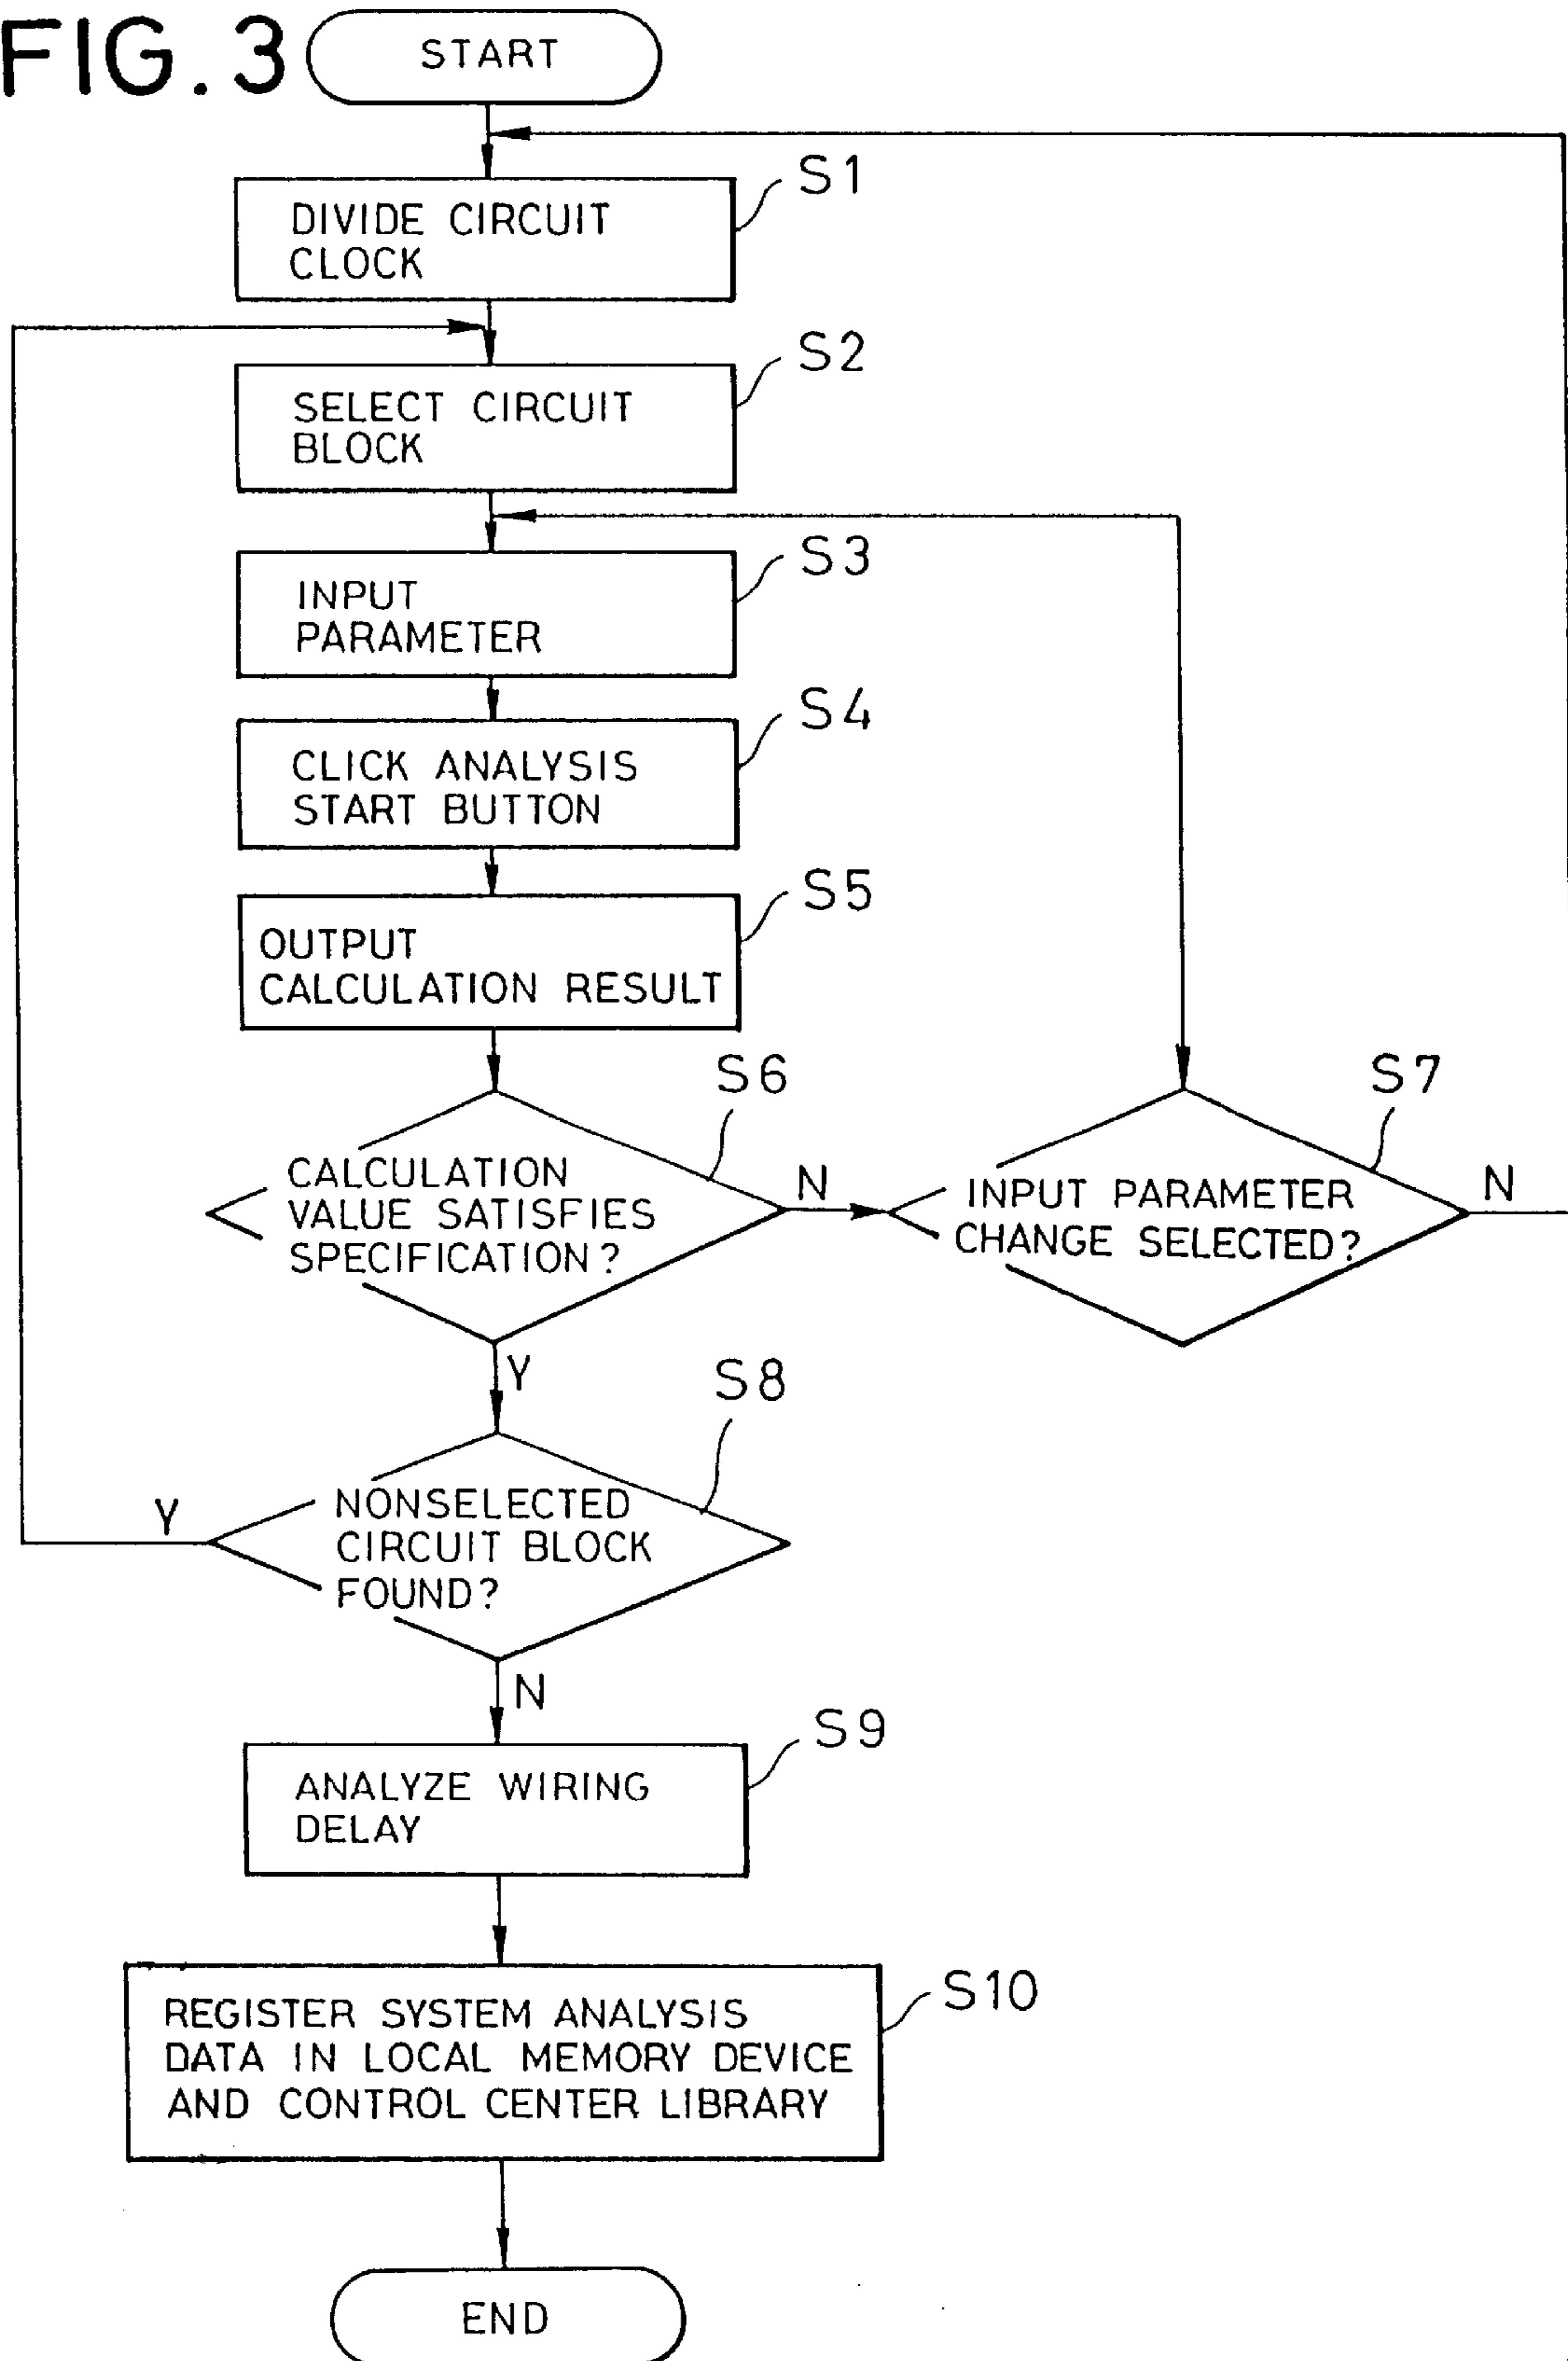 FIG. 3
START
S1
DIVIDE CIRCUIT
CLOCK
S2
SELECT CIRCUIT
BLOCK
S3
INPUT
PARAMETER
S4
CLICK ANALYSIS
START BUTTON
S5
OUTPUT
CALCULATION RESULT
S6
CALCULATION
VALUE SATISFIES
SPECIFICATION?
N
S7
INPUT PARAMETER
CHANGE SELECTED?
N
Y
S8
NONSELECTED
CIRCUIT BLOCK
FOUND?
Y
N
S9
ANALYZE WIRING
DELAY
S10
REGISTER SYSTEM ANALYSIS
DATA IN LOCAL MEMORY DEVICE
AND CONTROL CENTER LIBRARY
END